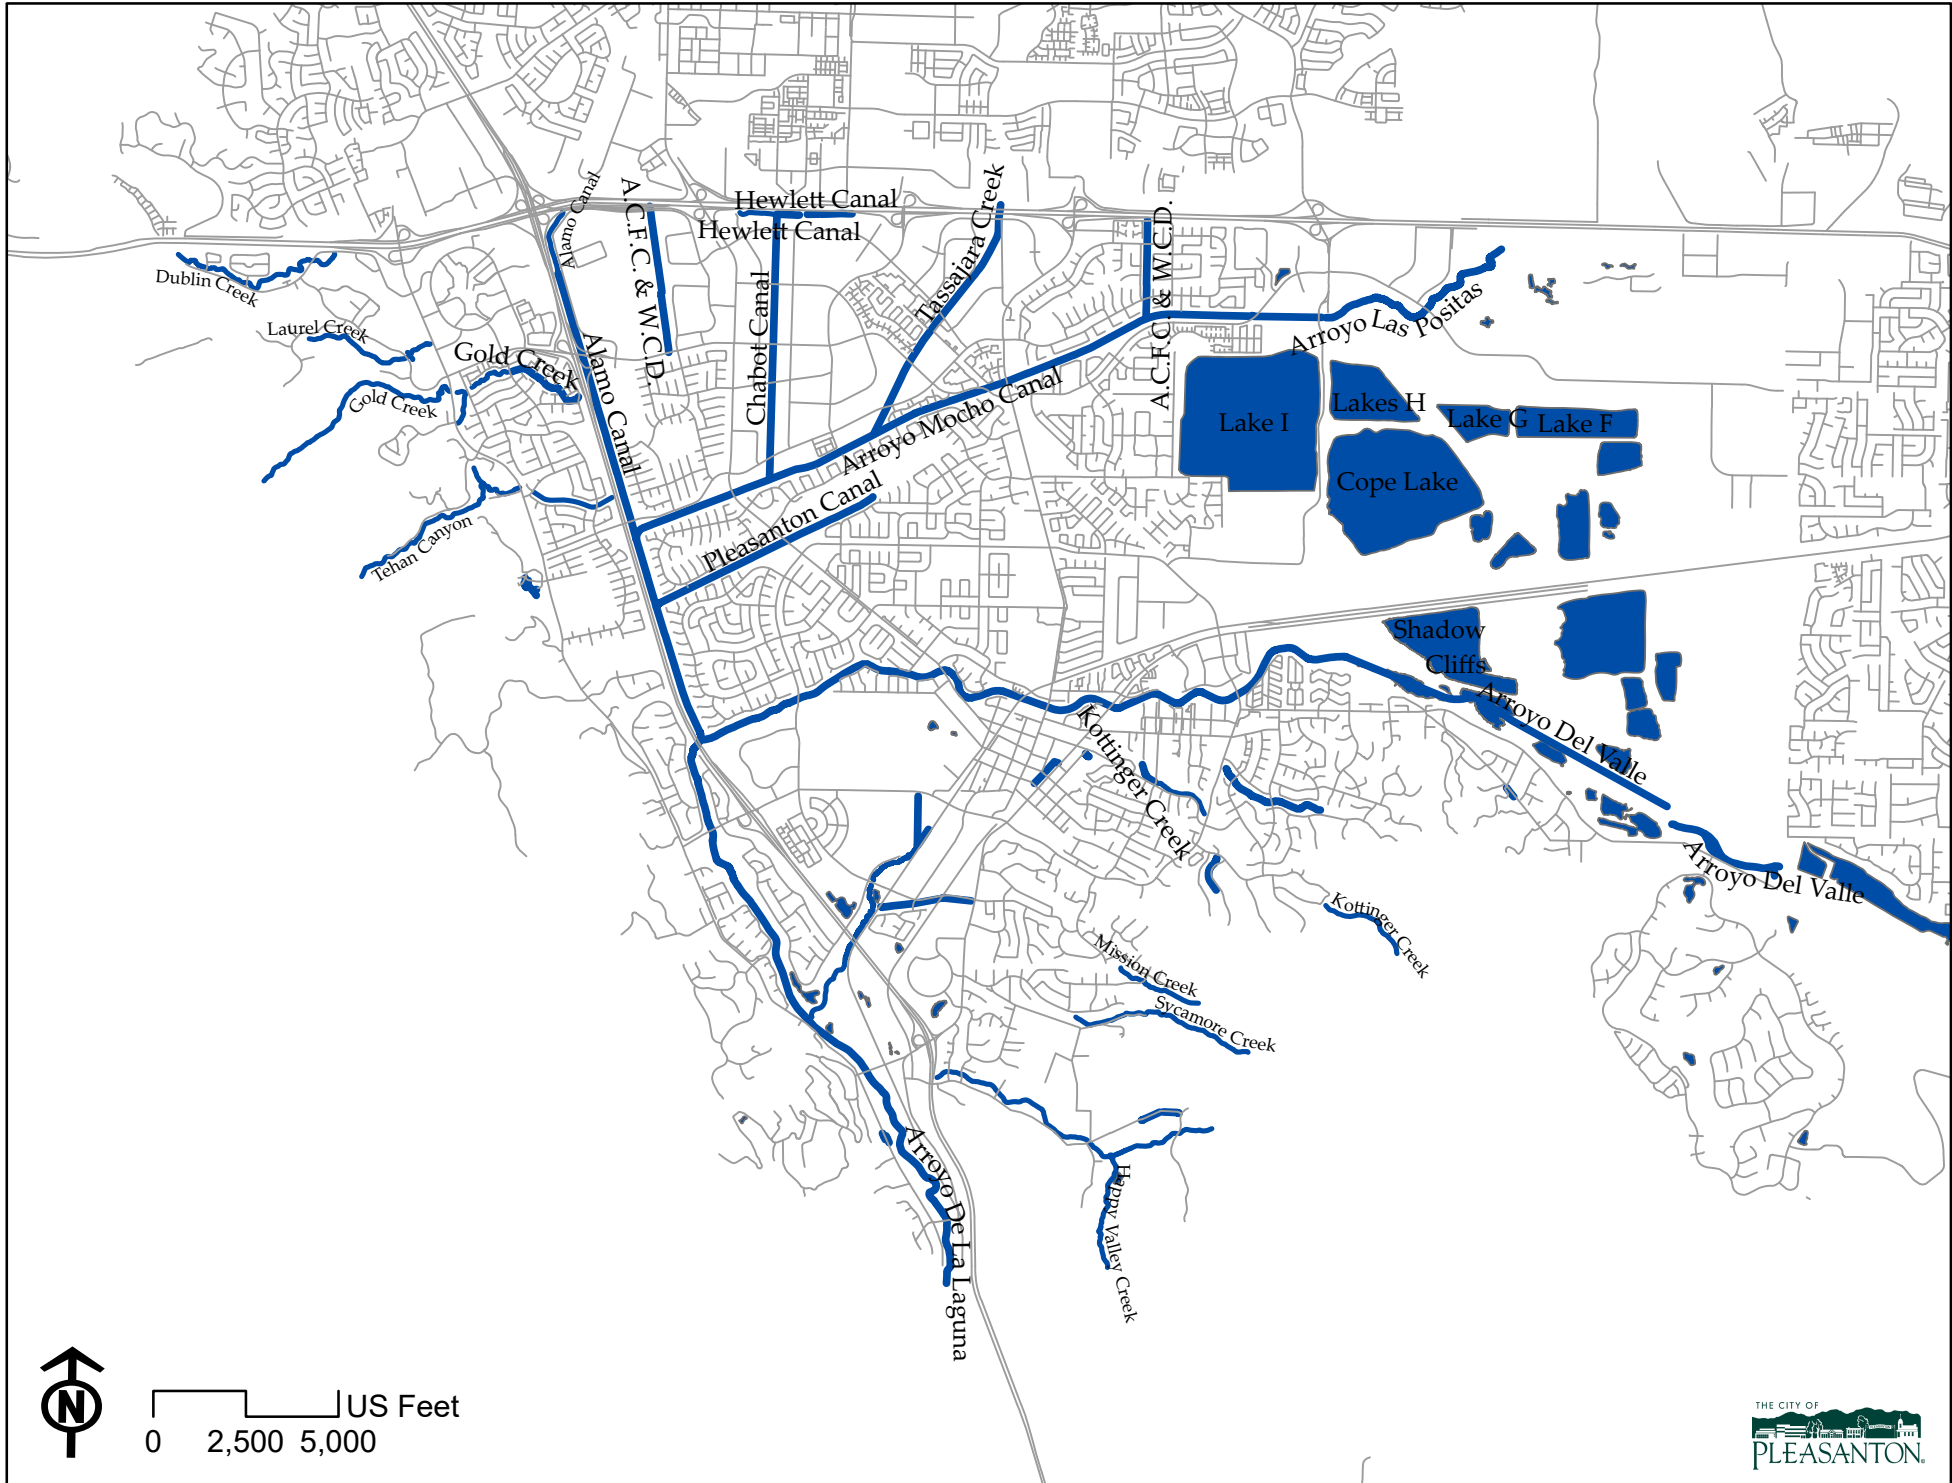 Alamo Canal
A.C.F.C. & W.C.D.
Hewlett Canal
Hewlett Canal
Tassajara Creek
A.C.F.C. & W.C.D.
Dublin Creek
Laurel Creek
Gold Creek
Gold Creek
Alamo Canal
Chabot Canal
Arroyo Las Positas
Arroyo Mocho Canal
Lake I
Lakes H
Lake G
Lake F
Cope Lake
Pleasanton Canal
Tehan Canyon
Shadow
Cliffs
Arroyo Del Valle
Kottinger Creek
Arroyo Del Valle
Kottinger Creek
Mission Creek
Sycamore Creek
Arroyo De La Laguna
Happy Valley Creek
N
US Feet
0 2,500 5,000
THE CITY OF
PLEASANTON.